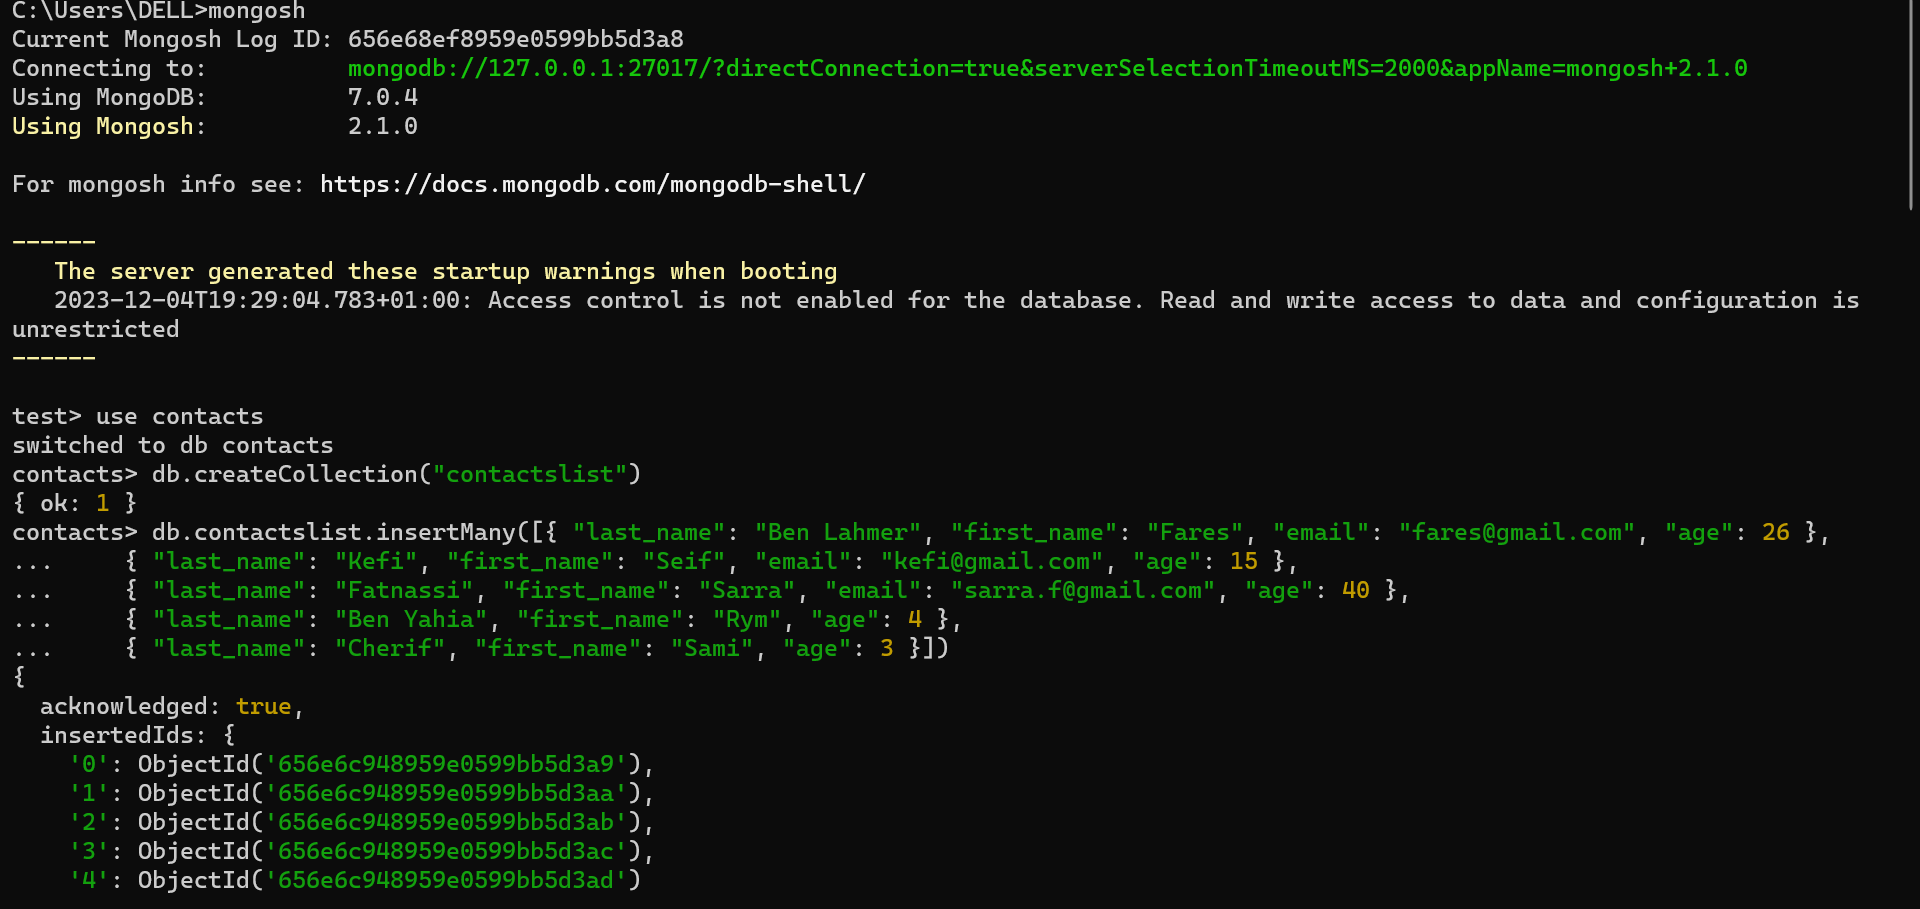 C:\Users\DELL>mongosh
Current Mongosh Log ID: 656e68ef8959e0599bb5d3a8
Connecting to:          mongodb://127.0.0.1:27017/?directConnection=true&serverSelectionTimeoutMS=2000&appName=mongosh+2.1.0
Using MongoDB:          7.0.4
Using Mongosh:          2.1.0
For mongosh info see: https://docs.mongodb.com/mongodb-shell/
------
   The server generated these startup warnings when booting
   2023-12-04T19:29:04.783+01:00: Access control is not enabled for the database. Read and write access to data and configuration is
unrestricted
------
test> use contacts
switched to db contacts
contacts> db.createCollection("contactslist")
{ ok: 1 }
contacts> db.contactslist.insertMany([{ "last_name": "Ben Lahmer", "first_name": "Fares", "email": "fares@gmail.com", "age": 26 },
...     { "last_name": "Kefi", "first_name": "Seif", "email": "kefi@gmail.com", "age": 15 },
...     { "last_name": "Fatnassi", "first_name": "Sarra", "email": "sarra.f@gmail.com", "age": 40 },
...     { "last_name": "Ben Yahia", "first_name": "Rym", "age": 4 },
...     { "last_name": "Cherif", "first_name": "Sami", "age": 3 }])
{
  acknowledged: true,
  insertedIds: {
    '0': ObjectId('656e6c948959e0599bb5d3a9'),
    '1': ObjectId('656e6c948959e0599bb5d3aa'),
    '2': ObjectId('656e6c948959e0599bb5d3ab'),
    '3': ObjectId('656e6c948959e0599bb5d3ac'),
    '4': ObjectId('656e6c948959e0599bb5d3ad')